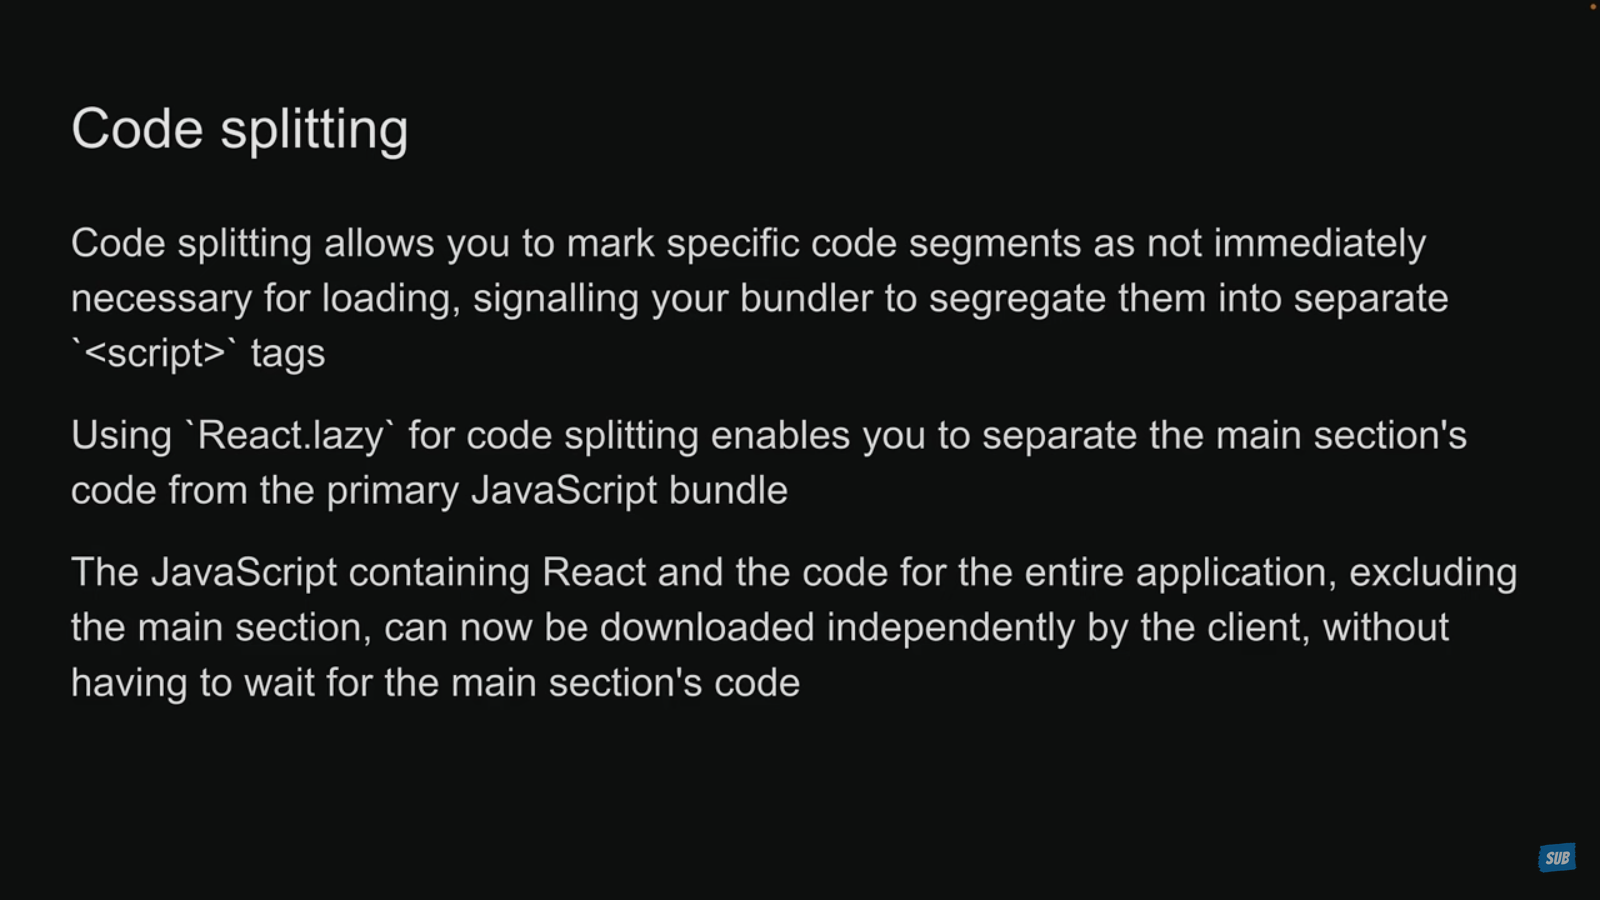 Code splitting
Code splitting allows you to mark specific code segments as not immediately
necessary for loading, signalling your bundler to segregate them into separate
`<script>` tags
Using `React.lazy` for code splitting enables you to separate the main section's
code from the primary JavaScript bundle
The JavaScript containing React and the code for the entire application, excluding
the main section, can now be downloaded independently by the client, without
having to wait for the main section's code
SUB